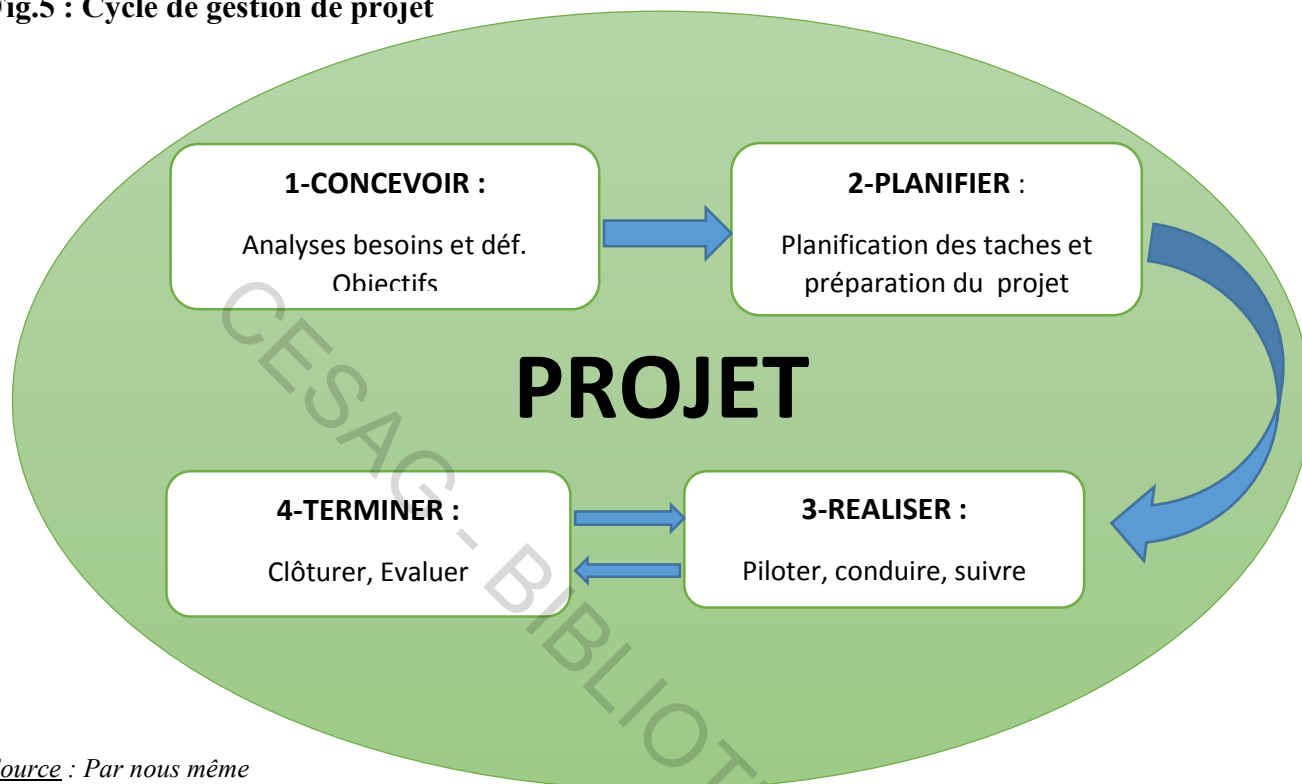 Fig.5 : Cycle de gestion de projet
1-CONCEVOIR :
Analyses besoins et déf.
Objectifs
2-PLANIFIER :
Planification des taches et
préparation du projet
PROJET
4-TERMINER :
Clôturer, Evaluer
3-REALISER :
Piloter, conduire, suivre
CESAG - BIBLIOT
Source : Par nous même